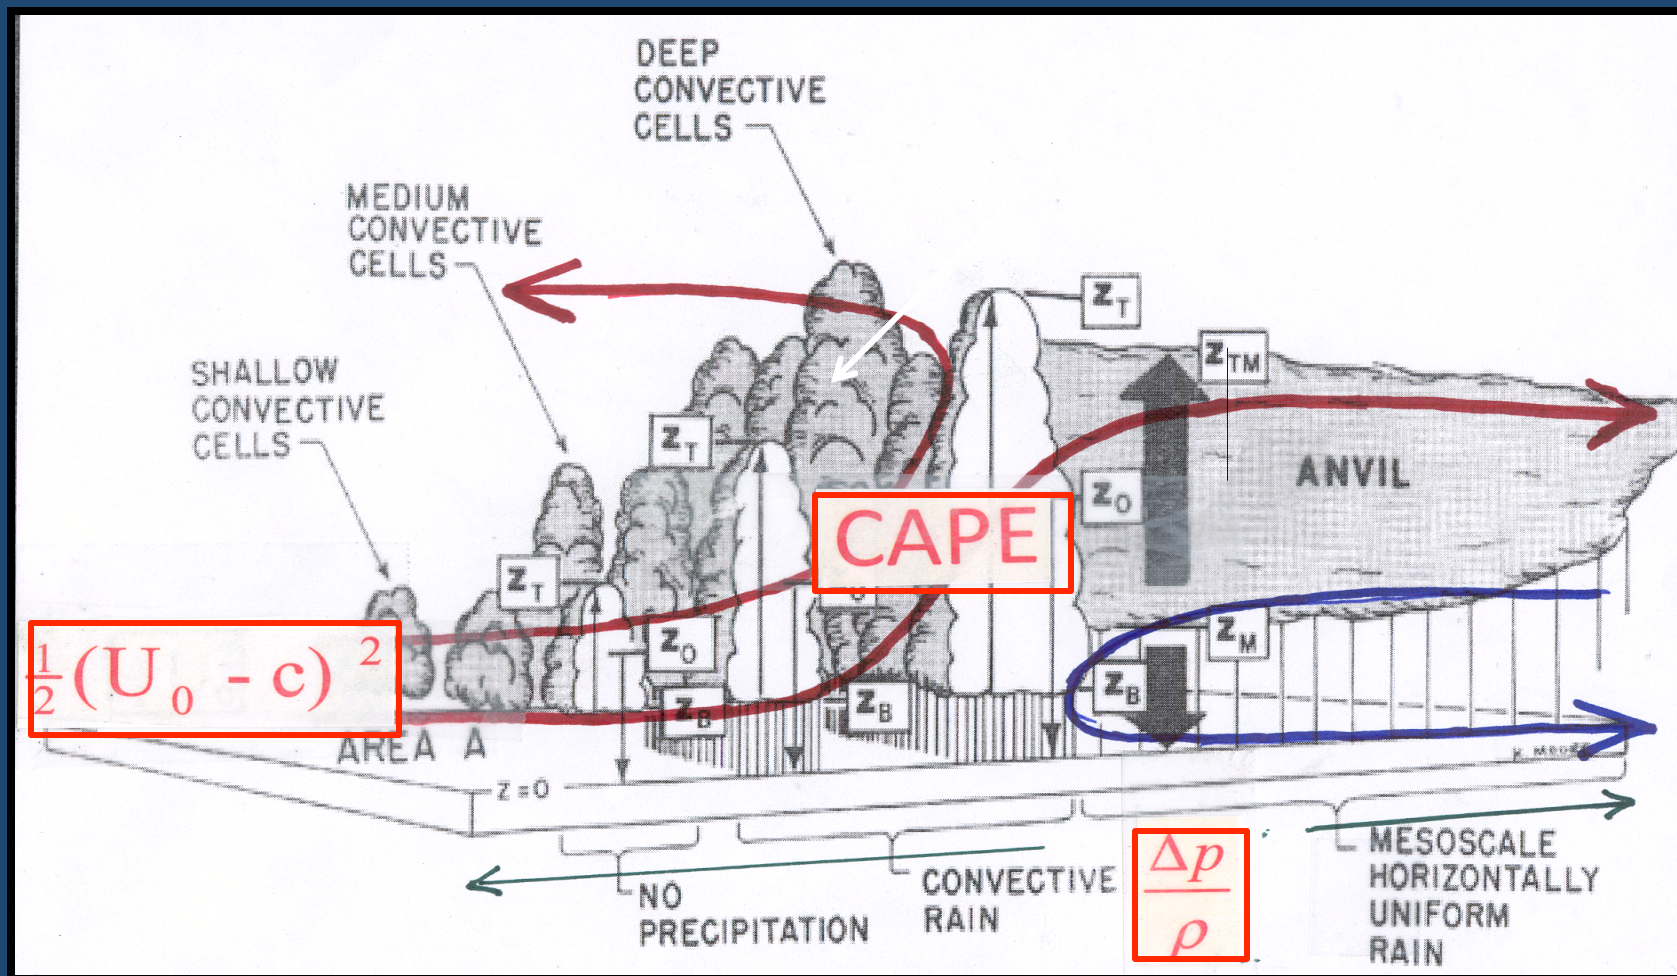 DEEP
CONVECTIVE
CELLS
MEDIUM
CONVECTIVE
CELLS
SHALLOW
CONVECTIVE
CELLS
Z_T
Z_TM
Z_T
ANVIL
Z_O
CAPE
Z_T
½(U₀ - c)²
Z_O
Z_M
Z_B
Z_B
Z_B
AREA A
Z=0
Δp
ρ
MESOSCALE
HORIZONTALLY
UNIFORM
RAIN
CONVECTIVE
RAIN
NO
PRECIPITATION